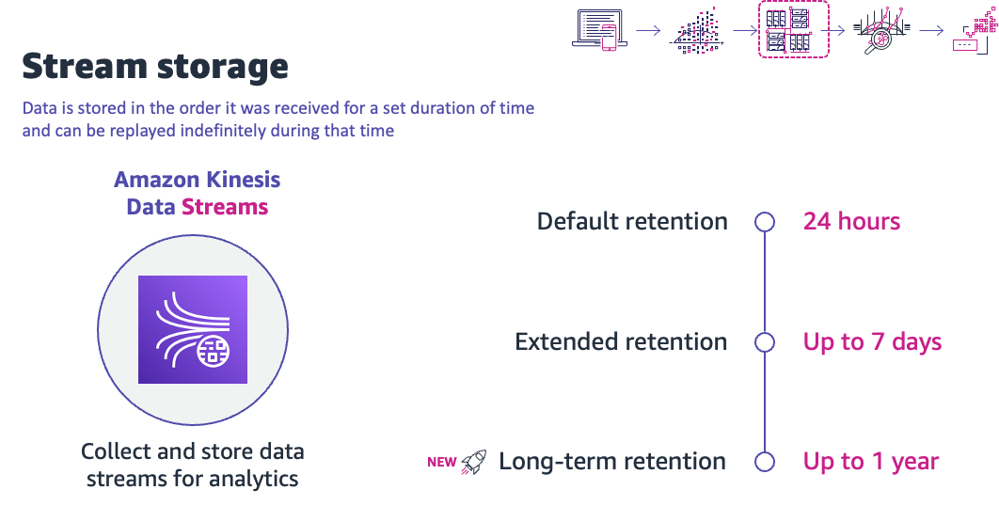 Stream storage
Data is stored in the order it was received for a set duration of time
and can be replayed indefinitely during that time
Amazon Kinesis
Data Streams
Collect and store data
streams for analytics
Default retention 24 hours
Extended retention Up to 7 days
NEW Long-term retention Up to 1 year